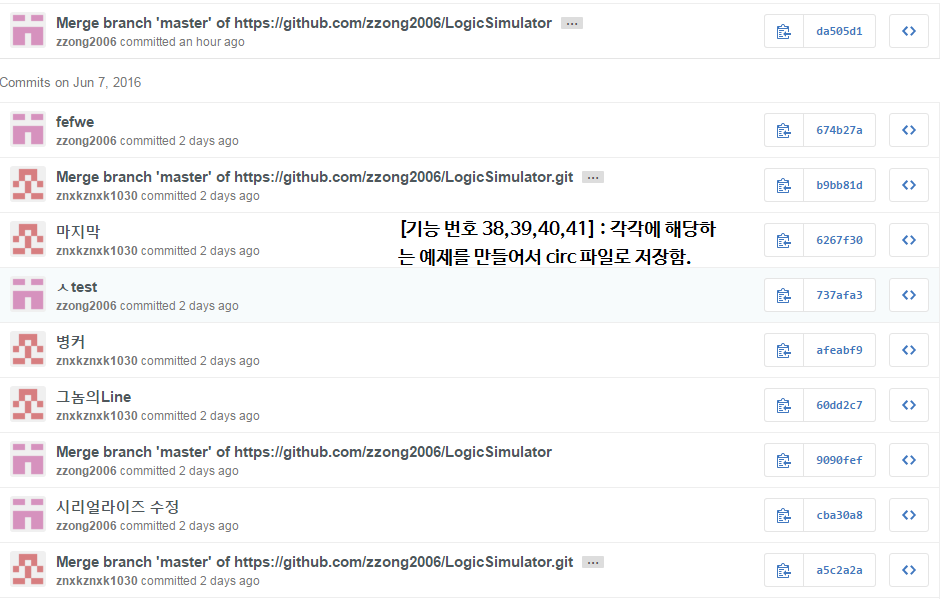 Merge branch 'master' of https://github.com/zzong2006/LogicSimulator ...
zzong2006 committed an hour ago
da505d1
Commits on Jun 7, 2016
fefwe
zzong2006 committed 2 days ago
674b27a
Merge branch 'master' of https://github.com/zzong2006/LogicSimulator.git ...
znxkznxk1030 committed 2 days ago
b9bb81d
마지막
znxkznxk1030 committed 2 days ago
[기능 번호 38,39,40,41] : 각각에 해당하
는 예제를 만들어서 circ 파일로 저장함.
6267f30
ㅅtest
zzong2006 committed 2 days ago
737afa3
병커
znxkznxk1030 committed 2 days ago
afeabf9
그놈의Line
znxkznxk1030 committed 2 days ago
60dd2c7
Merge branch 'master' of https://github.com/zzong2006/LogicSimulator
zzong2006 committed 2 days ago
9090fef
시리얼라이즈 수정
zzong2006 committed 2 days ago
cba30a8
Merge branch 'master' of https://github.com/zzong2006/LogicSimulator.git ...
znxkznxk1030 committed 2 days ago
a5c2a2a